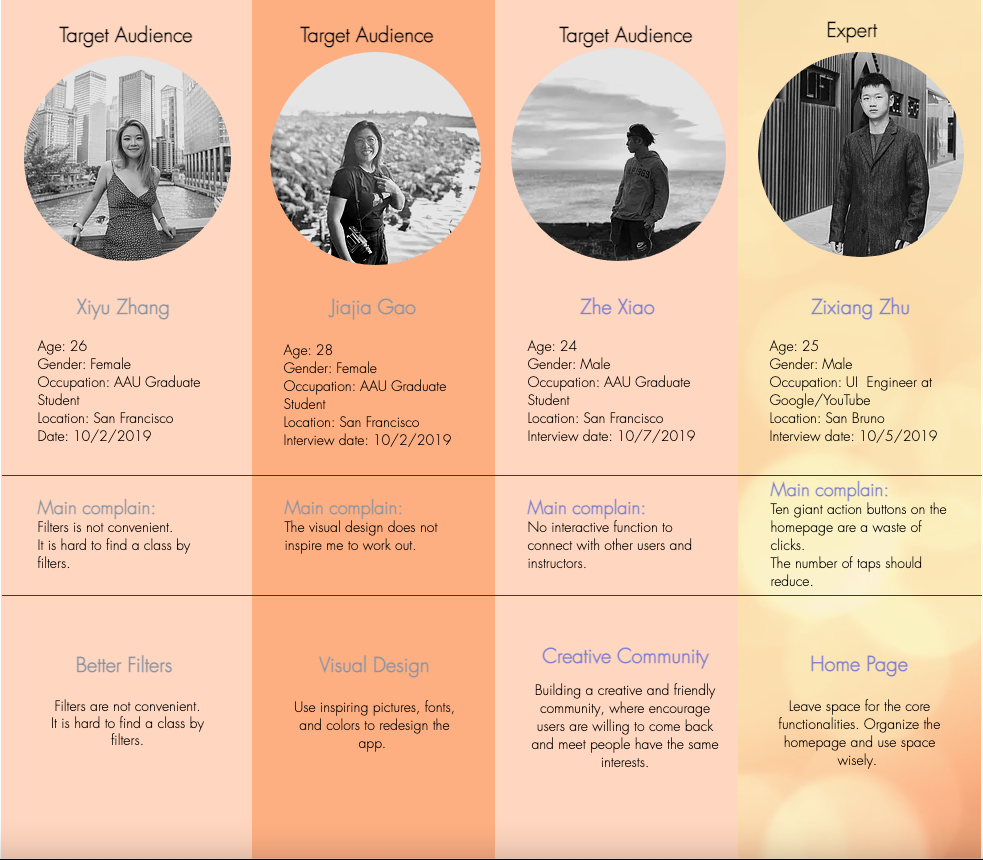 Target Audience
Xiyu Zhang
Age: 26
Gender: Female
Occupation: AAU Graduate
Student
Location: San Francisco
Date: 10/2/2019
Main complain:
Filters is not convenient.
It is hard to find a class by
filters.
Better Filters
Filters are not convenient.
It is hard to find a class by
filters.
Target Audience
Jiajia Gao
Age: 28
Gender: Female
Occupation: AAU Graduate
Student
Location: San Francisco
Interview date: 10/2/2019
Main complain:
The visual design does not
inspire me to work out.
Visual Design
Use inspiring pictures, fonts,
and colors to redesign the
app.
Target Audience
Zhe Xiao
Age: 24
Gender: Male
Occupation: AAU Graduate
Student
Location: San Francisco
Interview date: 10/7/2019
Main complain:
No interactive function to
connect with other users and
instructors.
Creative Community
Building a creative and friendly
community, where encourage
users are willing to come back
and meet people have the same
interests.
Expert
Zixiang Zhu
Age: 25
Gender: Male
Occupation: UI  Engineer at
Google/YouTube
Location: San Bruno
Interview date: 10/5/2019
Main complain:
Ten giant action buttons on the
homepage are a waste of
clicks.
The number of taps should
reduce.
Home Page
Leave space for the core
functionalities. Organize the
homepage and use space
wisely.